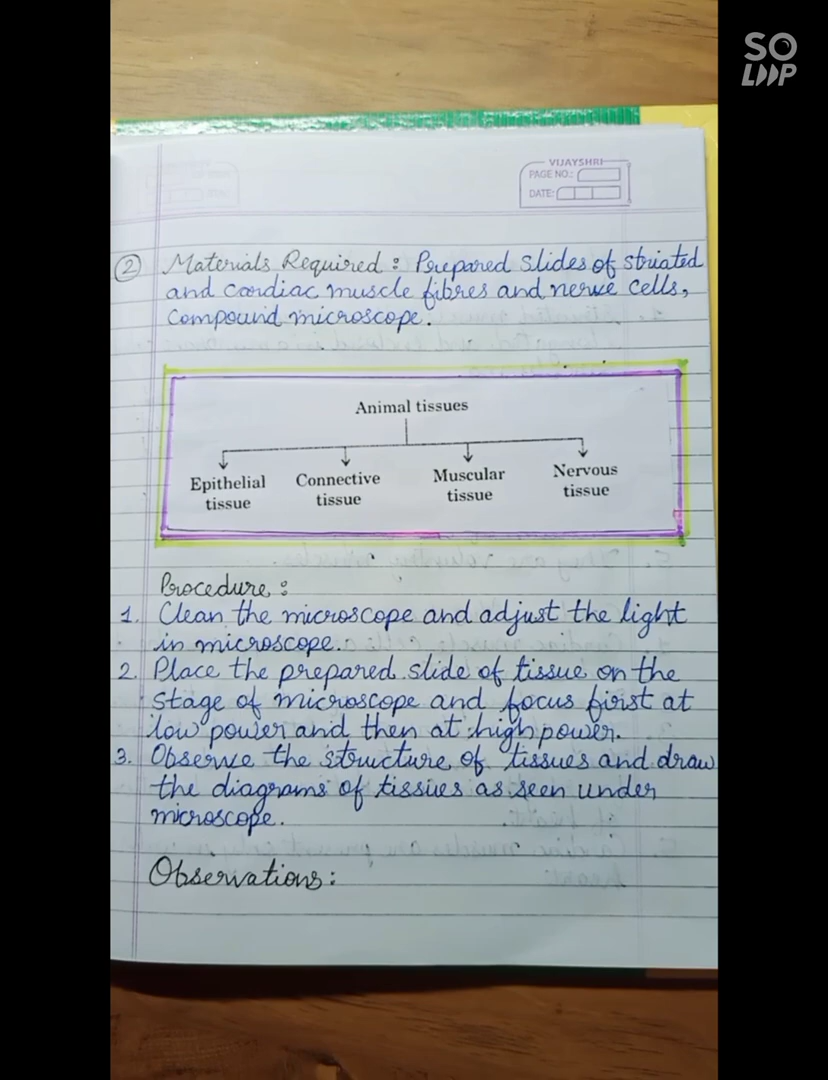 SO
LOOP
VIJAYSHRI
PAGE NO.:
DATE:
② Materials Required : Prepared slides of striated
and cardiac muscle fibres and nerve cells,
Compound microscope.
Animal tissues
Epithelial tissue
Connective tissue
Muscular tissue
Nervous tissue
Procedure :
1. Clean the microscope and adjust the light
in microscope.
2. Place the prepared slide of tissue on the
stage of microscope and focus first at
low power and then at high power.
3. Observe the structure of tissues and draw
the diagrams of tissues as seen under
microscope.
Observations :